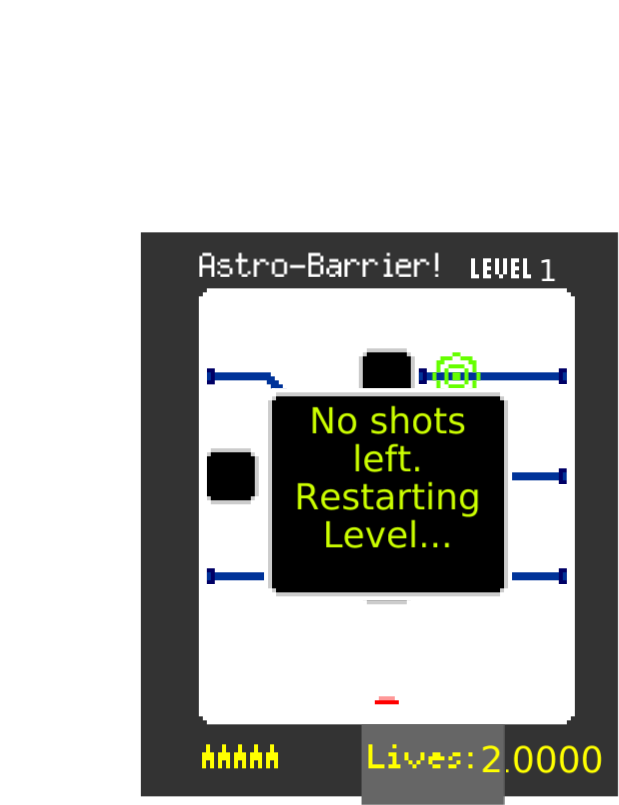 Astro-Barrier! LEVEL 1
No shots
left.
Restarting
Level...
Lives:2.0000